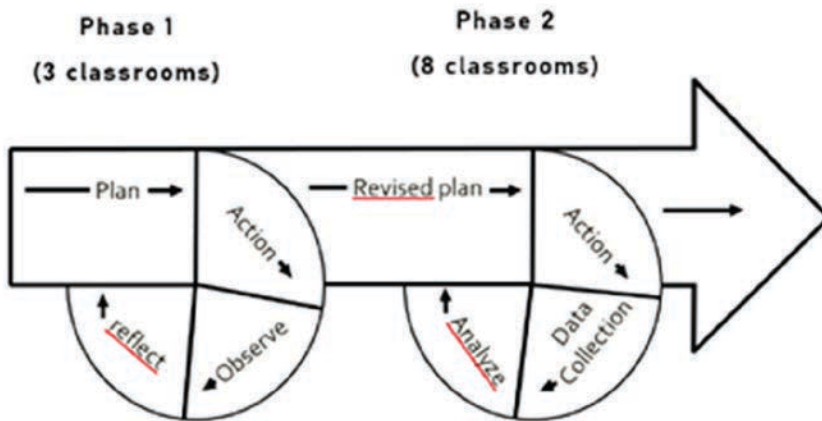 Phase 1
(3 classrooms)
Phase 2
(8 classrooms)
Plan
Action
Observe
reflect
Revised plan
Action
Data
Collection
Analyze